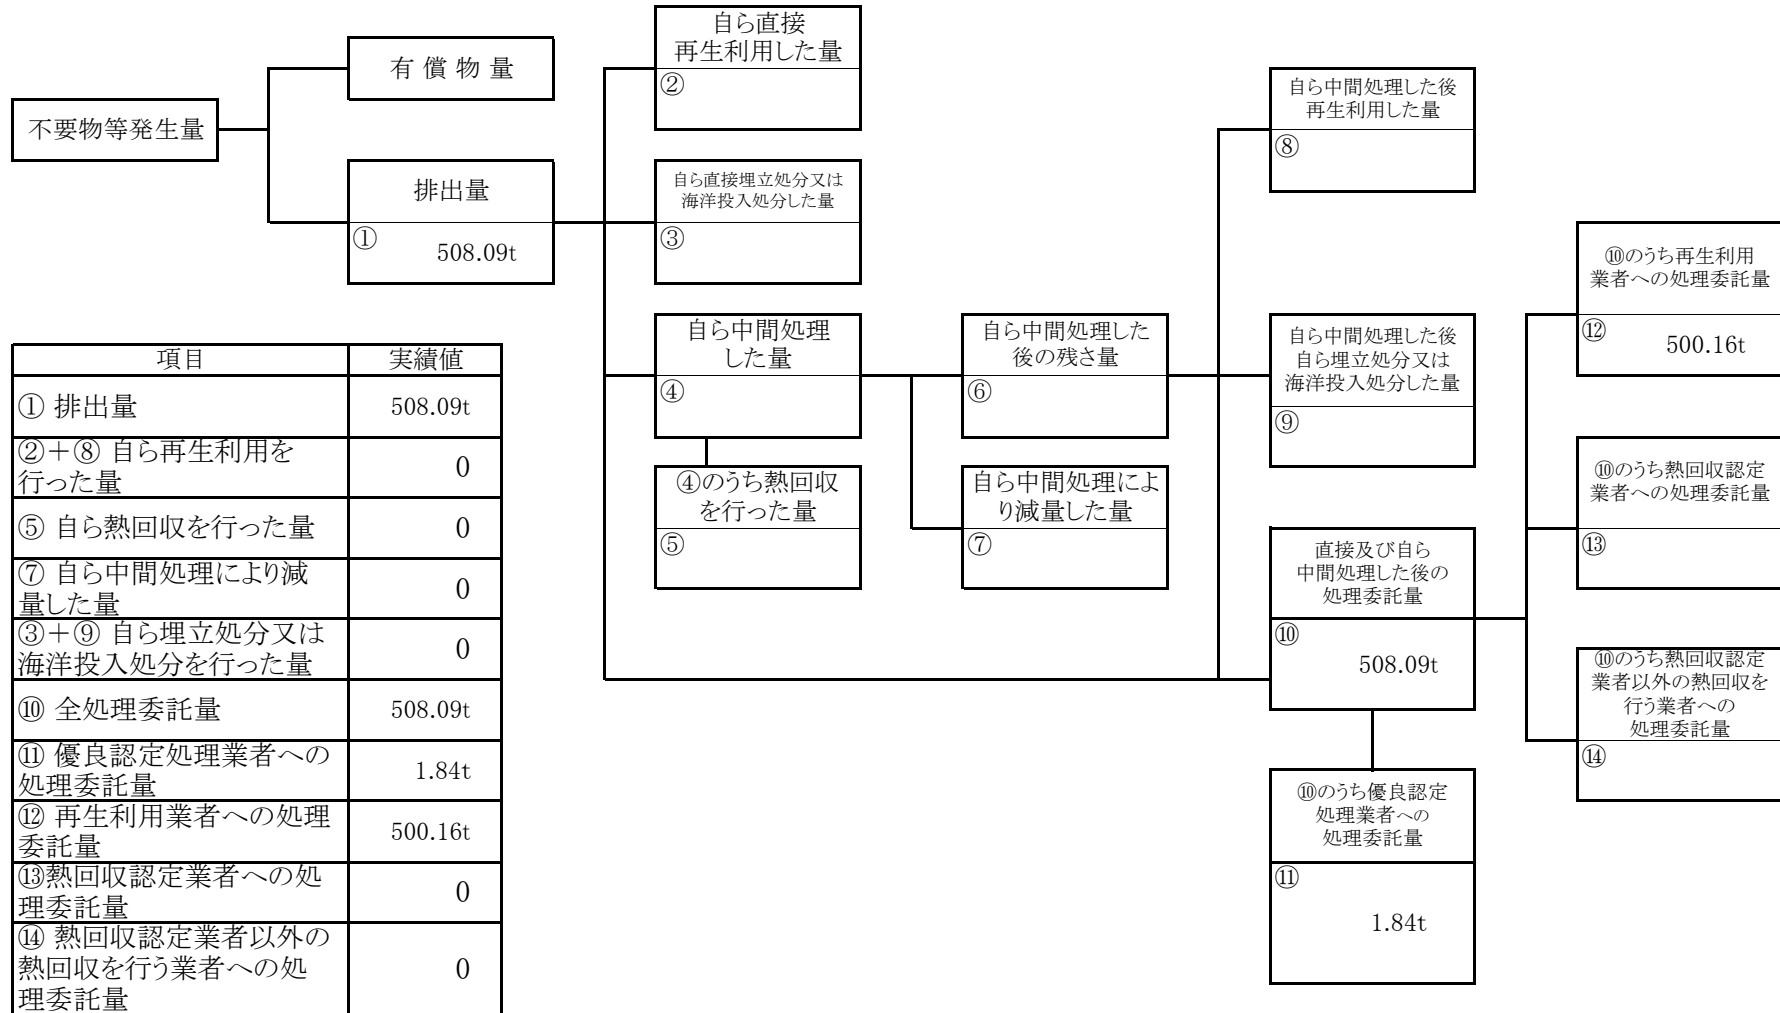 不要物等発生量
有 償 物 量
排出量
①
508.09t
自ら直接
再生利用した量
②
自ら直接埋立処分又は
海洋投入処分した量
③
自ら中間処理
した量
④
④のうち熱回収
を行った量
⑤
自ら中間処理した
後の残さ量
⑥
自ら中間処理によ
り減量した量
⑦
自ら中間処理した後
再生利用した量
⑧
自ら中間処理した後
自ら埋立処分又は
海洋投入処分した量
⑨
直接及び自ら
中間処理した後の
処理委託量
⑩
508.09t
⑩のうち優良認定
処理業者への
処理委託量
⑪
1.84t
⑩のうち再生利用
業者への処理委託量
⑫
500.16t
⑩のうち熱回収認定
業者への処理委託量
⑬
⑩のうち熱回収認定
業者以外の熱回収を
行う業者への
処理委託量
⑭
項目 実績値
① 排出量 508.09t
②＋⑧ 自ら再生利用を
行った量 0
⑤ 自ら熱回収を行った量 0
⑦ 自ら中間処理により減
量した量 0
③＋⑨ 自ら埋立処分又は
海洋投入処分を行った量 0
⑩ 全処理委託量 508.09t
⑪ 優良認定処理業者への
処理委託量 1.84t
⑫ 再生利用業者への処理
委託量 500.16t
⑬熱回収認定業者への処
理委託量 0
⑭ 熱回収認定業者以外の
熱回収を行う業者への処
理委託量 0